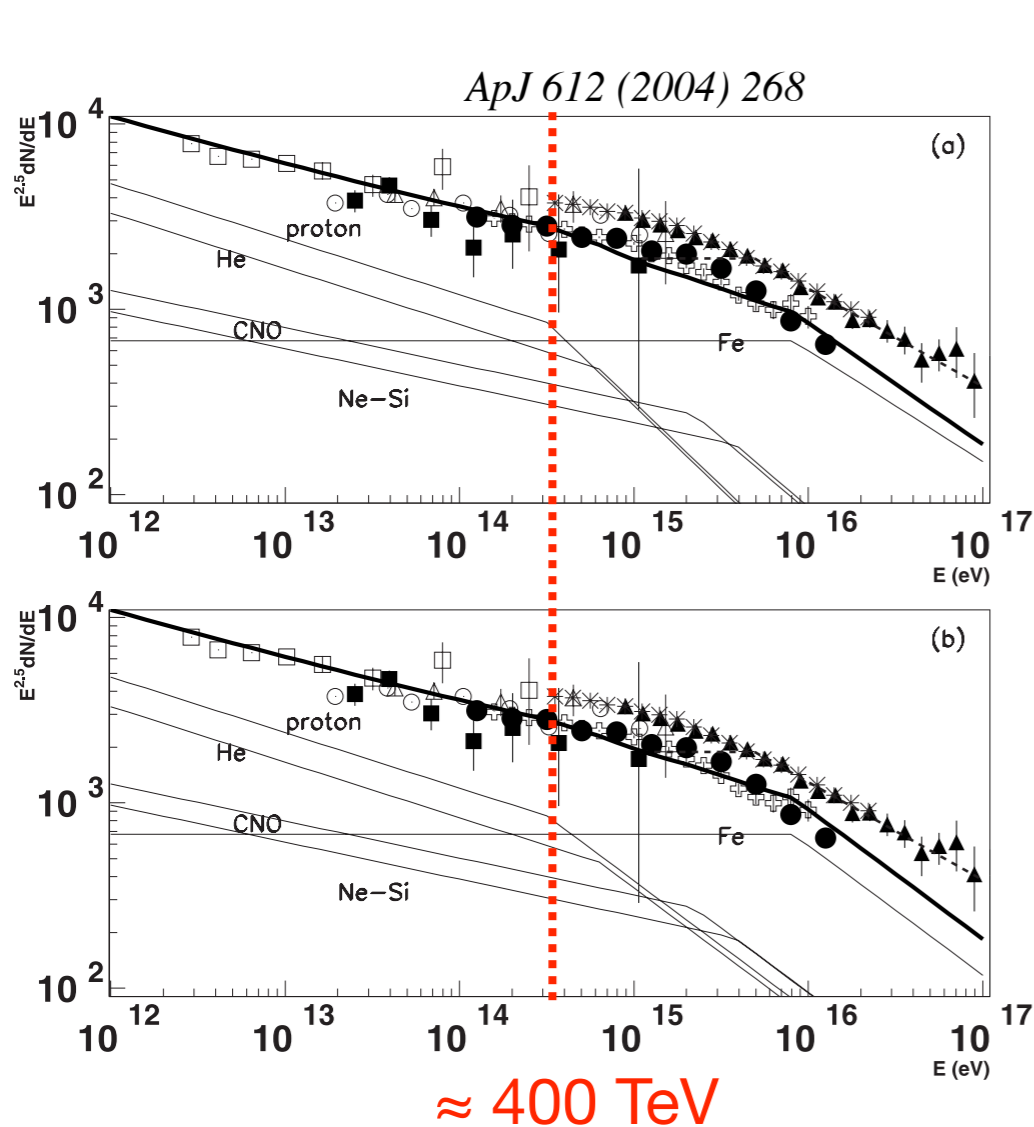 ApJ 612 (2004) 268
E^2.5dN/dE
10^4
(a)
proton
He
10^3
CNO
Fe
Ne-Si
10^2
10^12 10^13 10^14 10^15 10^16 10^17
E (eV)
E^2.5dN/dE
10^4
(b)
proton
He
10^3
CNO
Fe
Ne-Si
10^2
10^12 10^13 10^14 10^15 10^16 10^17
E (eV)
≈ 400 TeV